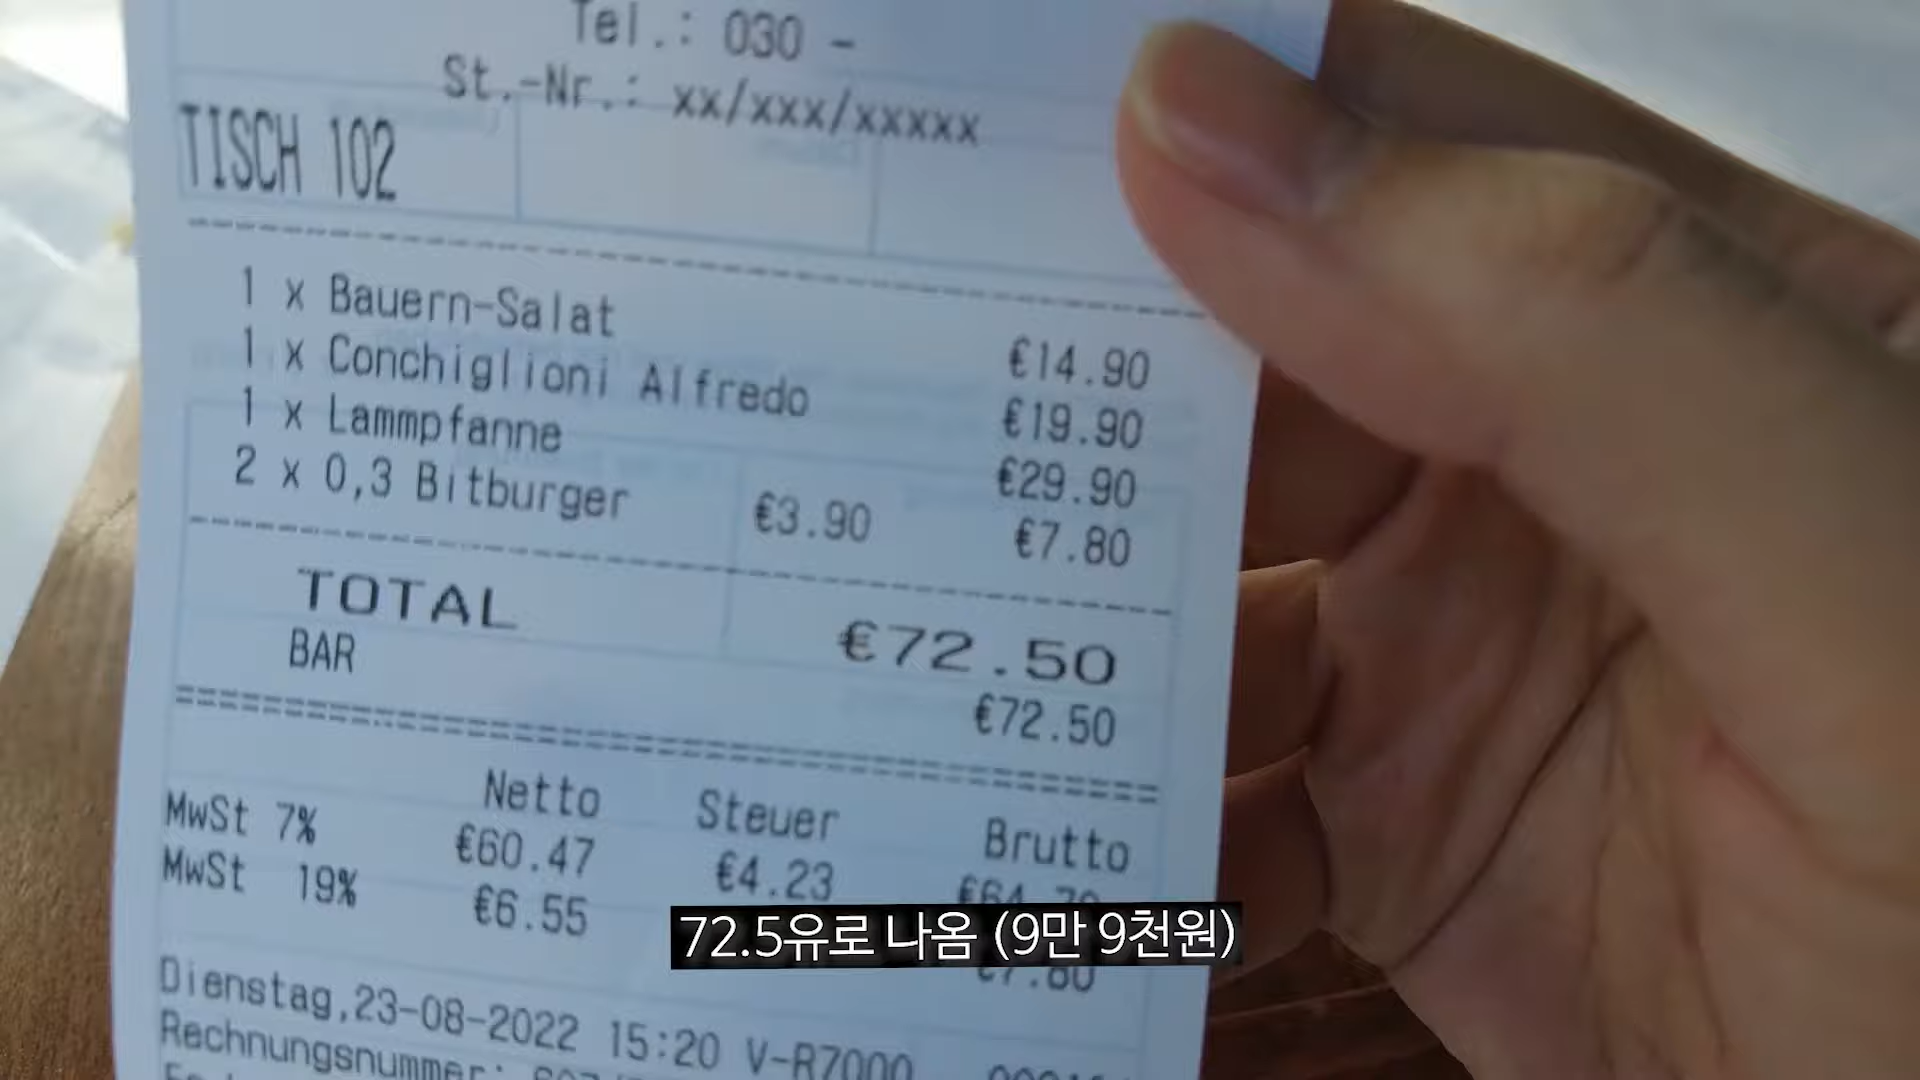 Tel.: 030 -
St.-Nr.: xx/xxx/xxxxx
TISCH 102
1 x Bauern-Salat €14.90
1 x Conchiglioni Alfredo €19.90
1 x Lammpfanne €29.90
2 x 0,3 Bitburger €3.90 €7.80
TOTAL €72.50
BAR €72.50
Netto Steuer Brutto
MwSt 7% €60.47 €4.23
MwSt 19% €6.55 €7.80
72.5유로 나옴 (9만 9천원)
Dienstag,23-08-2022 15:20 V-R7000
Rechnungsnummer: